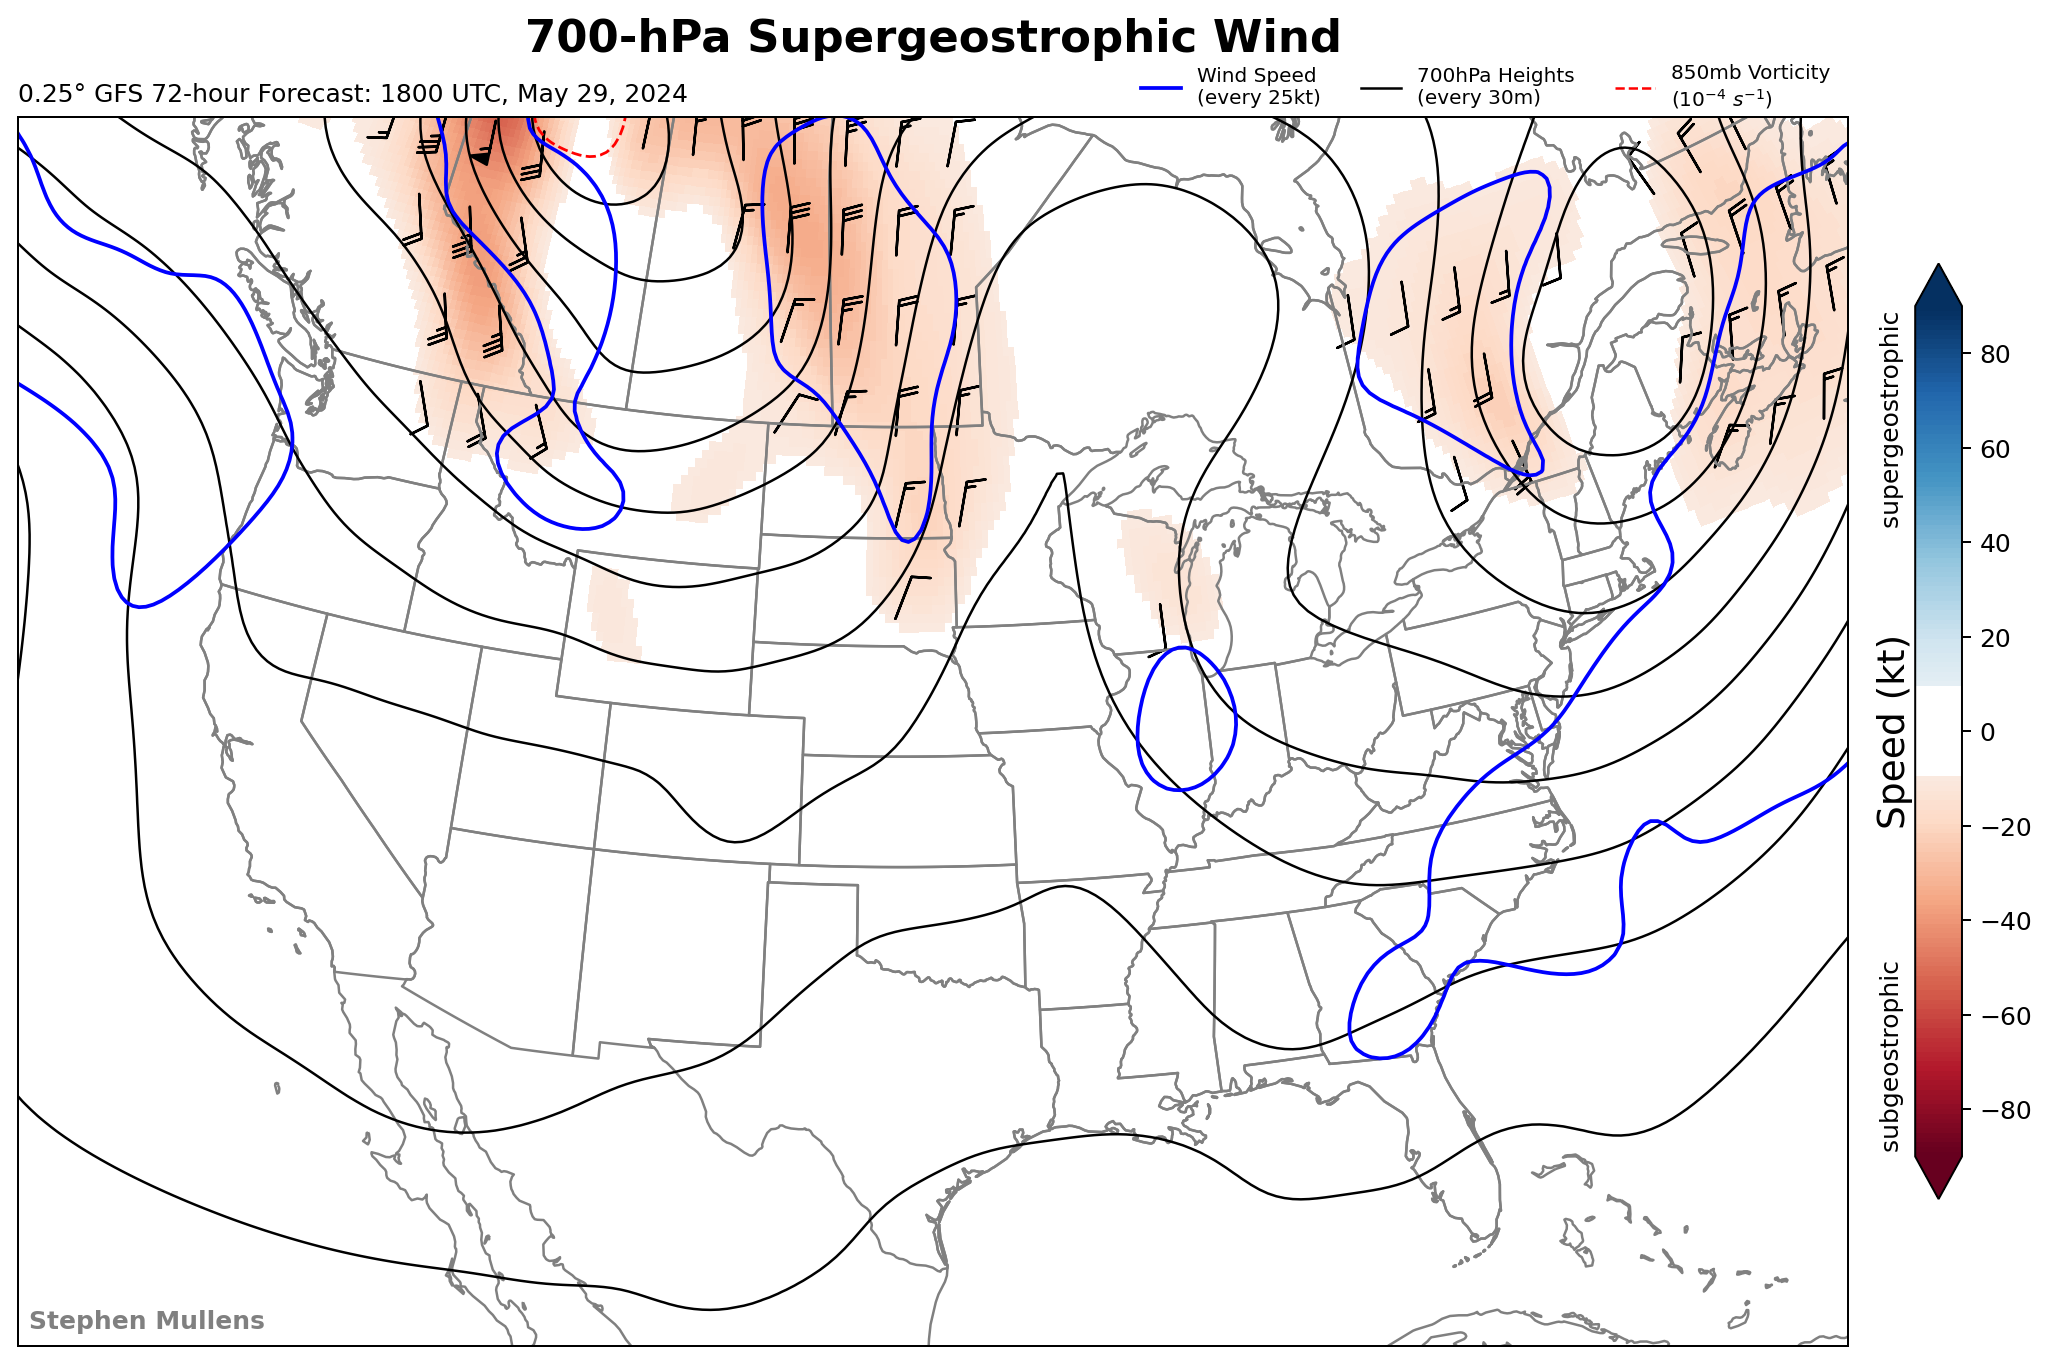 700-hPa Supergeostrophic Wind
0.25° GFS 72-hour Forecast: 1800 UTC, May 29, 2024
Wind Speed
(every 25kt)
700hPa Heights
(every 30m)
850mb Vorticity
(10⁻⁴ s⁻¹)
supergeostrophic
Speed (kt)
subgeostrophic
80
60
40
20
0
−20
−40
−60
−80
Stephen Mullens